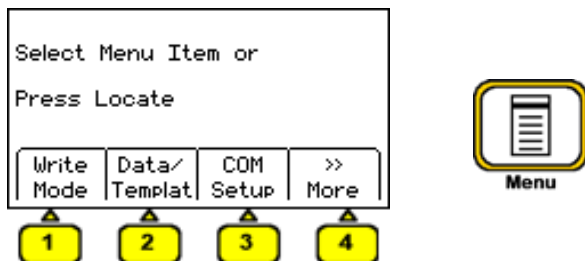 Select Menu Item or
Press Locate
Write Data/ COM >>
Mode Templat Setup More
1 2 3 4
Menu